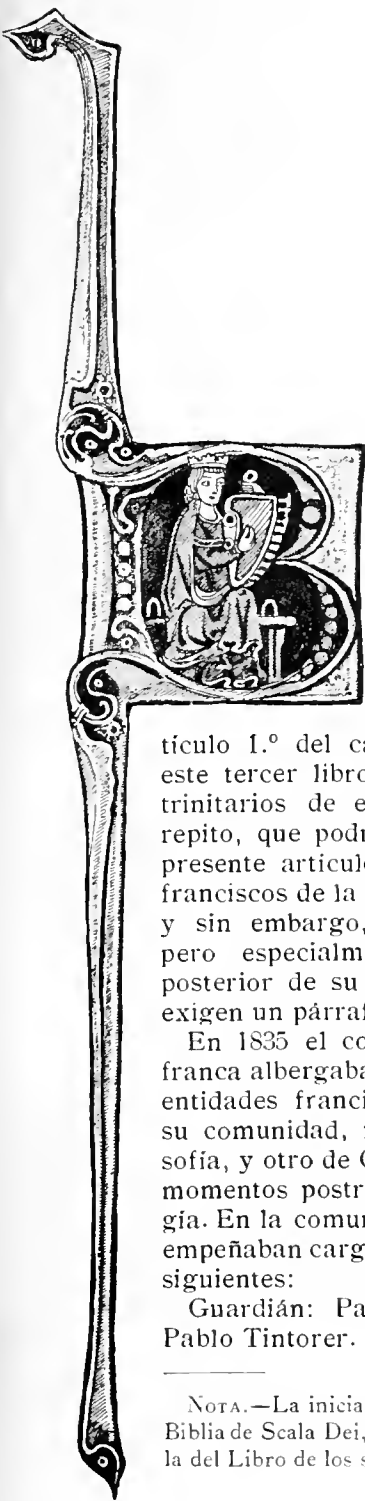 B
tículo I.º del ca
este tercer libro
trinitarios de e
repito, que podr
presente articul
franciscos de la
y sin embargo,
pero especialm
posterior de su
exigen un párraf
En 1835 el co
franca albergaba
entidades franci
su comunidad,
sofía, y otro de
momentos postr
gía. En la comun
empeñaban carg
siguientes:
Guardián: Pa
Pablo Tintorer.
NOTA.—La inicia
Biblia de Scala Dei,
la del Libro de los s